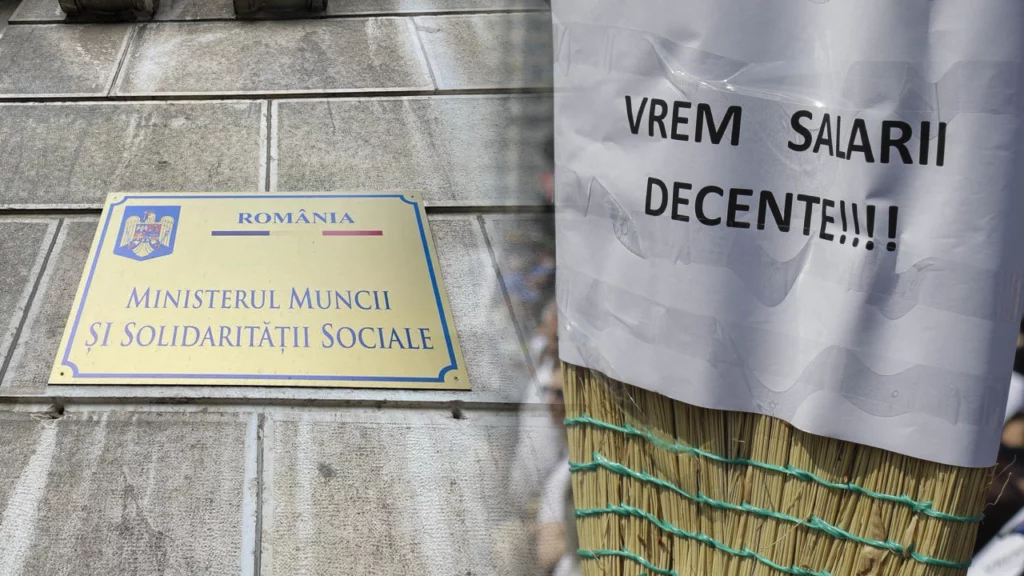 ROMÂNIA
MINISTERUL MUNCII
ȘI SOLIDARITĂȚII SOCIALE
VREM SALARII
DECENTE!!!!